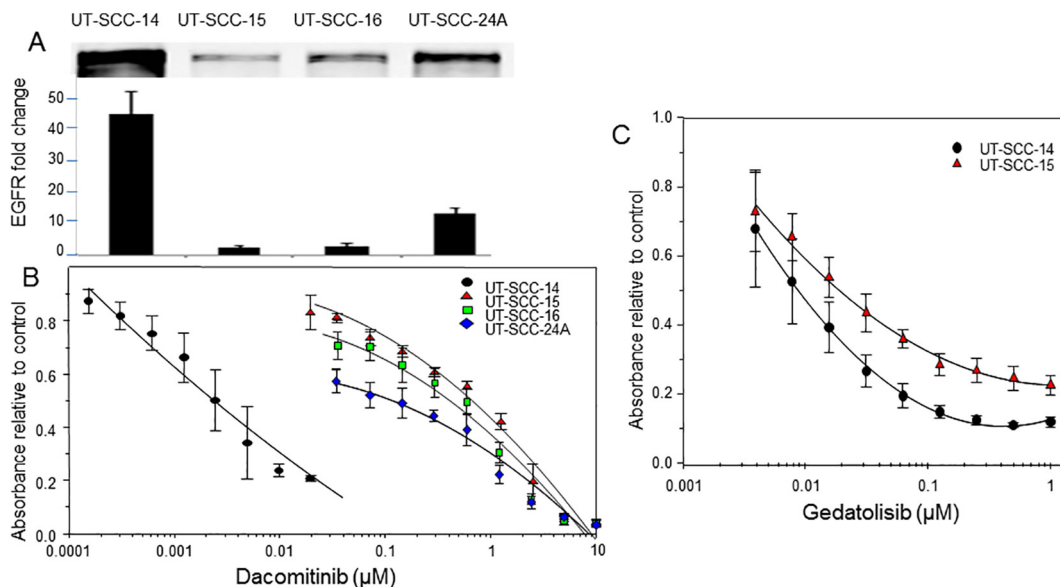 UT-SCC-14 UT-SCC-15 UT-SCC-16 UT-SCC-24A
A
EGFR fold change
50
40
30
20
10
0
B
UT-SCC-14
UT-SCC-15
UT-SCC-16
UT-SCC-24A
Absorbance relative to control
0.8
0.6
0.4
0.2
0.0
0.0001 0.001 0.01 0.1 1 10
Dacomitinib (µM)
C
UT-SCC-14
UT-SCC-15
Absorbance relative to control
1.0
0.8
0.6
0.4
0.2
0.0
0.001 0.01 0.1 1
Gedatolisib (µM)